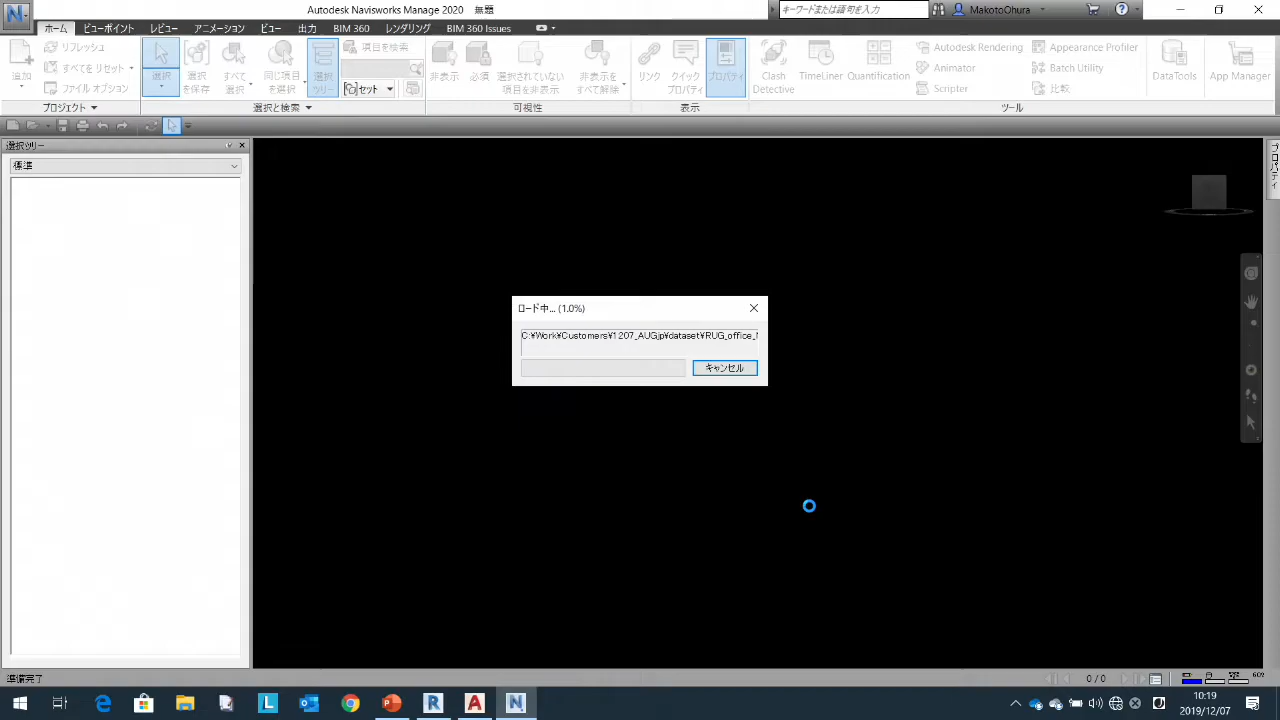 Autodesk Navisworks Manage 2020 無題
キーワードまたは語句を入力
MakotoOhura
ホーム ビューポイント レビュー アニメーション ビュー 出力 BIM 360 レンダリング BIM 360 Issues
追加
リフレッシュ
すべてを リセット
ファイル オプション
プロジェクト
選択
選択
を保存
すべて
選択
同じ項目
を選択
選択
ツリー
項目を検索
セット
選択と検索
非表示
必須
選択されていない
項目を非表示
非表示を
すべて解除
可視性
リンク
クイック
プロパティ
プロパティ
表示
Clash
Detective
TimeLiner
Quantification
Autodesk Rendering
Animator
Scripter
Appearance Profiler
Batch Utility
比較
DataTools
App Manager
ツール
選択ツリー
標準
プロパティ
ロード中... (1.0%)
C:¥Work¥Customers¥1207_AUGjp¥dataset¥RUG_office_
キャンセル
準備完了
0 / 0
10:19
2019/12/07